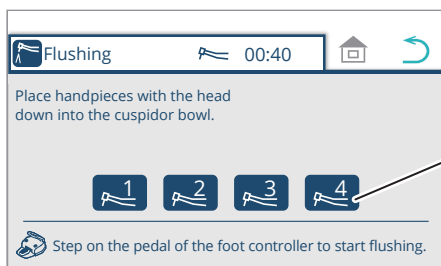 Flushing 00:40
Place handpieces with the head
down into the cuspidor bowl.
1 2 3 4
Step on the pedal of the foot controller to start flushing.